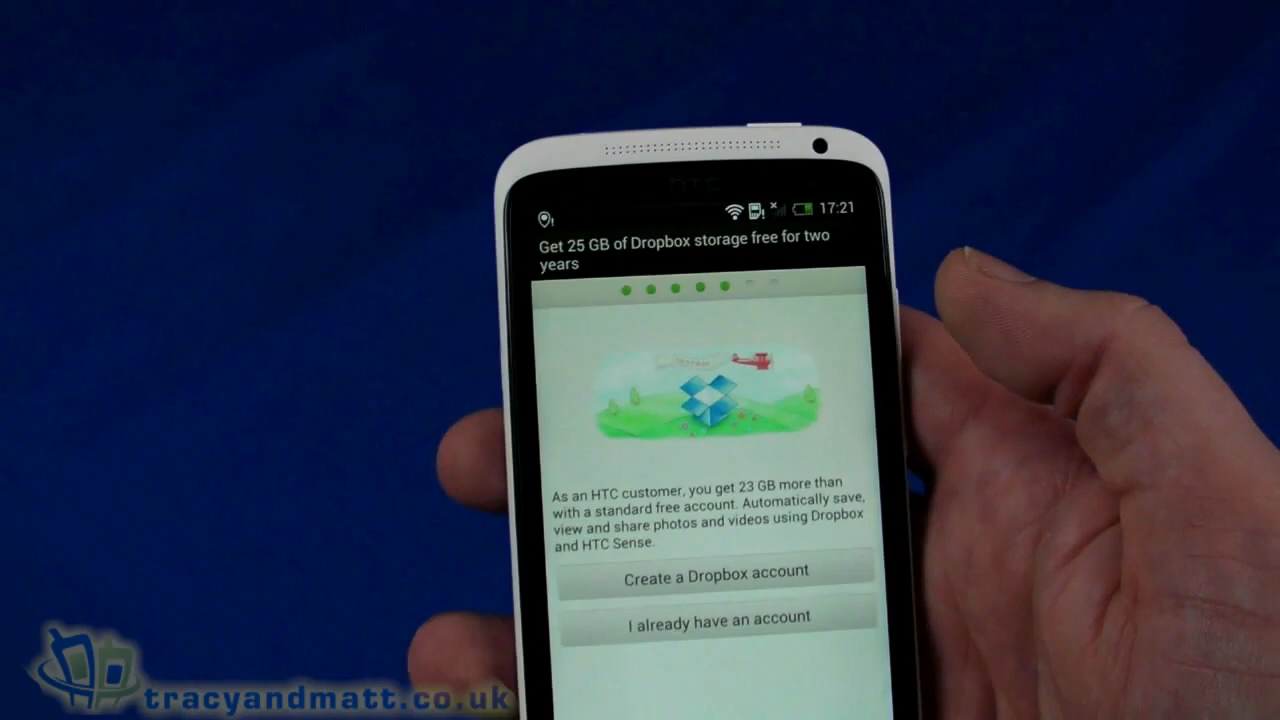 hTC
17:21
Get 25 GB of Dropbox storage free for two
years
As an HTC customer, you get 23 GB more than
with a standard free account. Automatically save,
view and share photos and videos using Dropbox
and HTC Sense.
Create a Dropbox account
I already have an account
tracyandmatt.co.uk